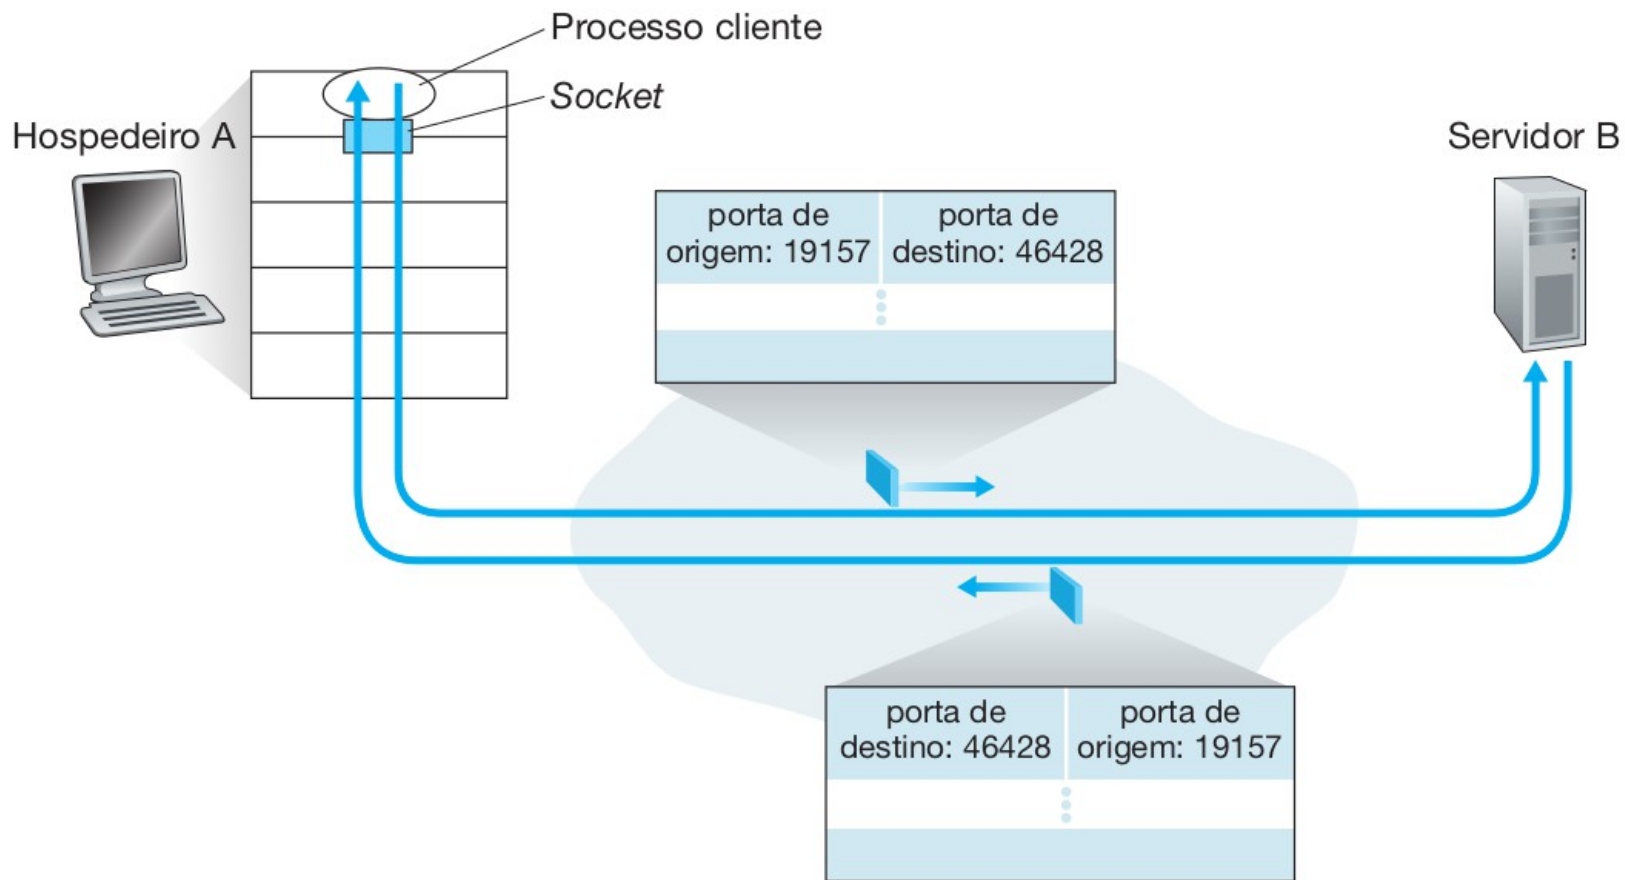 Processo cliente
Socket
Hospedeiro A
Servidor B
porta de
origem: 19157
porta de
destino: 46428
porta de
destino: 46428
porta de
origem: 19157